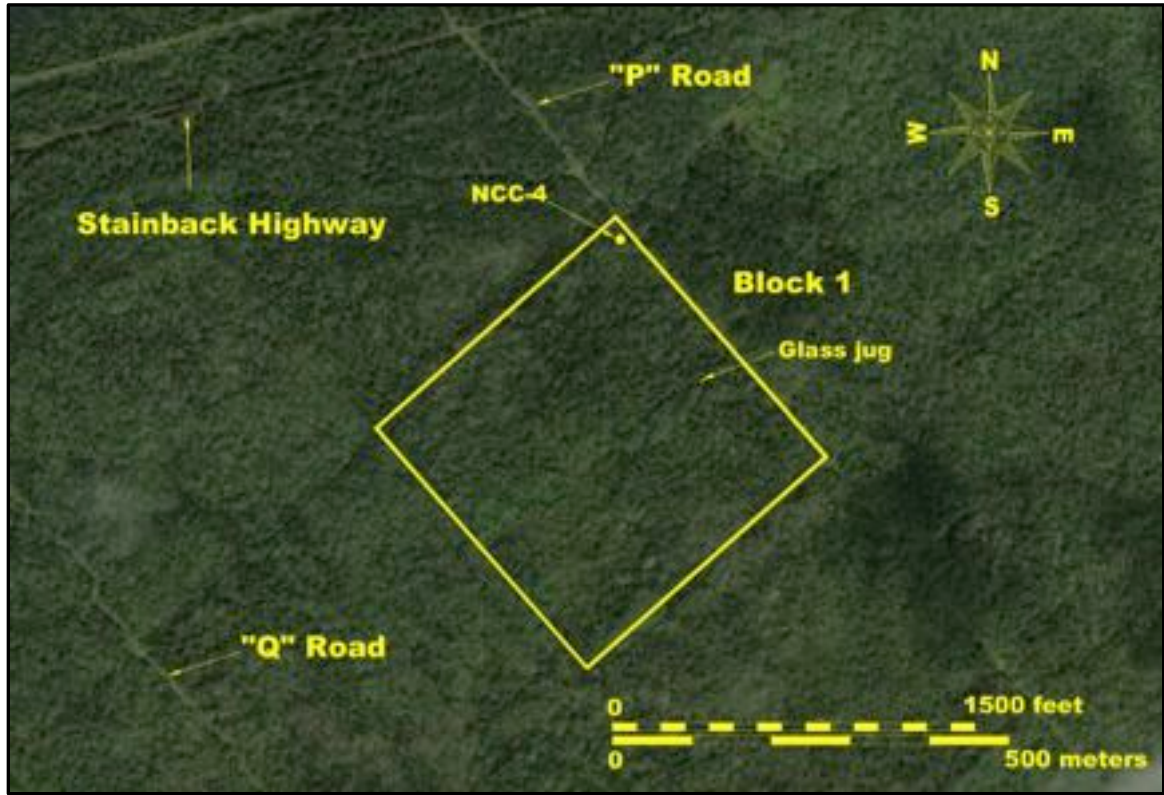 "P" Road
N
W
E
S
NCC-4
Stainback Highway
Block 1
Glass jug
"Q" Road
0
1500 feet
0
500 meters